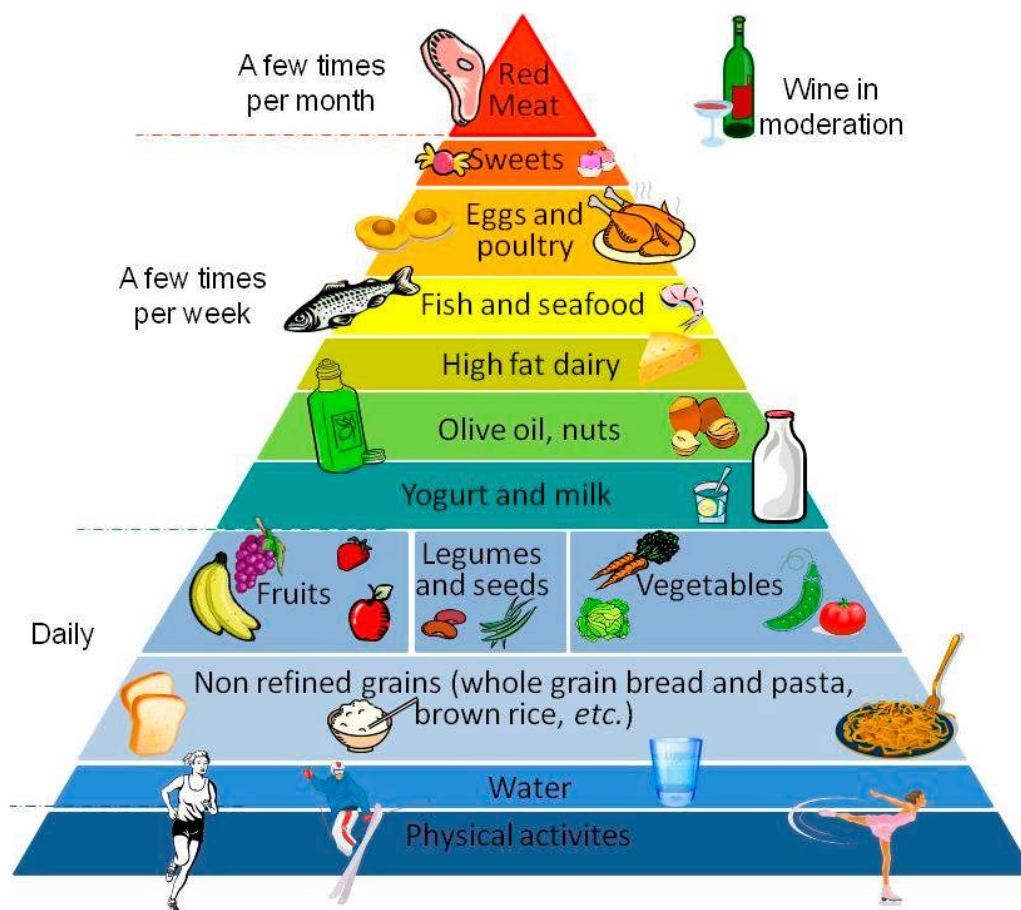 A few times
per month
Red
Meat
Wine in
moderation
Sweets
Eggs and
poultry
A few times
per week
Fish and seafood
High fat dairy
Olive oil, nuts
Yogurt and milk
Fruits
Legumes
and seeds
Vegetables
Daily
Non refined grains (whole grain bread and pasta,
brown rice, etc.)
Water
Physical activites